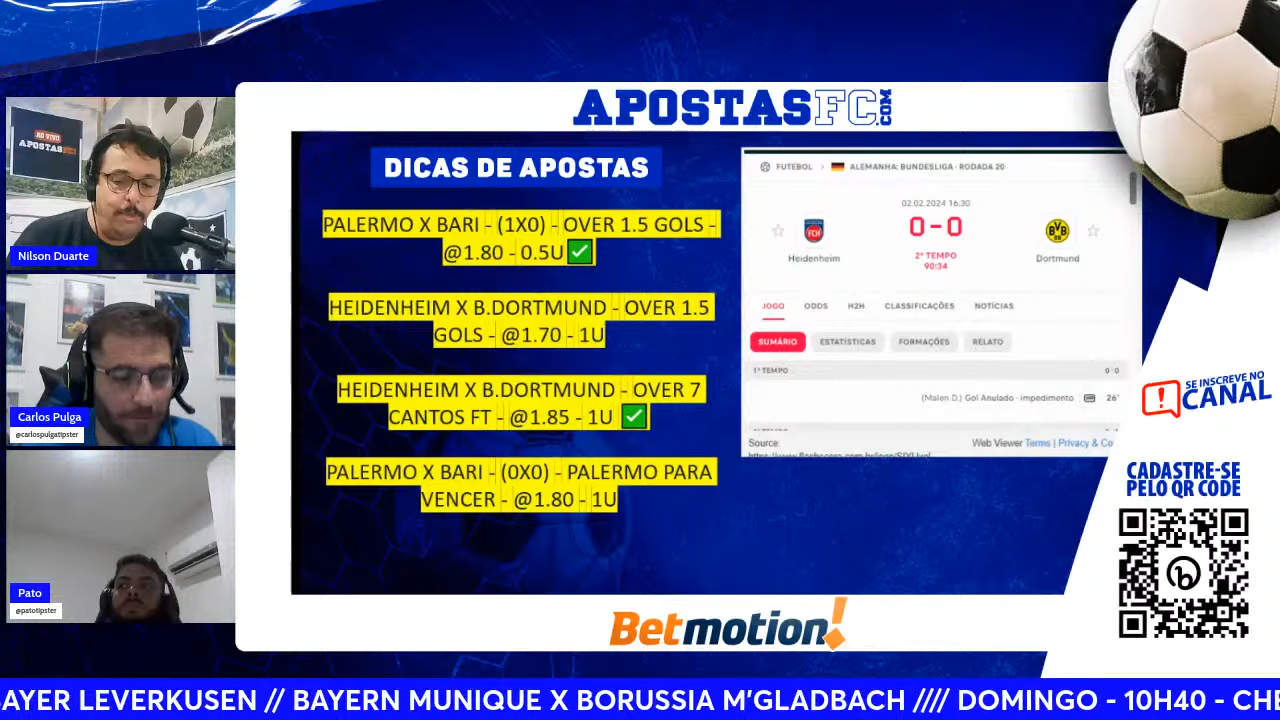 APOSTASFC.COM
AO VIVO
APOSTAS
Nilson Duarte
Carlos Pulga
@carlospulgatipster
Pato
@patotipster
DICAS DE APOSTAS
PALERMO X BARI - (1X0) - OVER 1.5 GOLS -
@1.80 - 0.5U ✅
HEIDENHEIM X B.DORTMUND - OVER 1.5
GOLS - @1.70 - 1U
HEIDENHEIM X B.DORTMUND - OVER 7
CANTOS FT - @1.85 - 1U ✅
PALERMO X BARI - (0X0) - PALERMO PARA
VENCER - @1.80 - 1U
FUTEBOL > ALEMANHA: BUNDESLIGA - RODADA 20
02.02.2024 16:30
0-0
2º TEMPO
90:34
Heidenheim
Dortmund
JOGO ODDS H2H CLASSIFICAÇÕES NOTÍCIAS
SUMÁRIO ESTATÍSTICAS FORMAÇÕES RELATO
1º TEMPO 0 0
(Malen D.) Gol Anulado - impedimento 26'
Source:
Web Viewer Terms | Privacy & Co
SE INSCREVE NO
CANAL
CADASTRE-SE
PELO QR CODE
Betmotion!
AYER LEVERKUSEN // BAYERN MUNIQUE X BORUSSIA M'GLADBACH //// DOMINGO - 10H40 - CHE